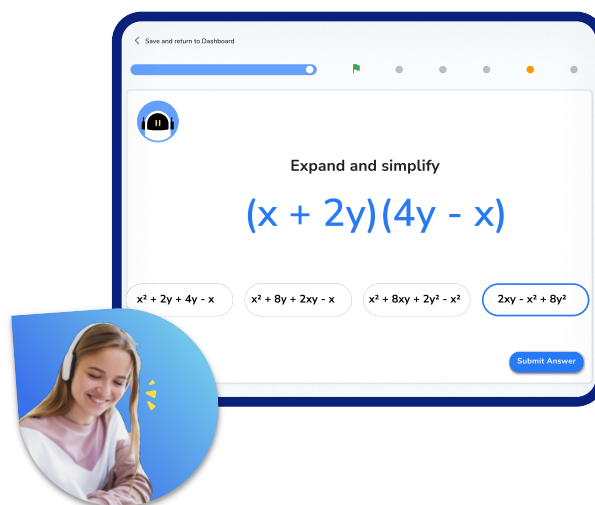 Save and return to Dashboard
Expand and simplify
(x + 2y)(4y - x)
x² + 2y + 4y - x
x² + 8y + 2xy - x
x² + 8xy + 2y² - x²
2xy - x² + 8y²
Submit Answer